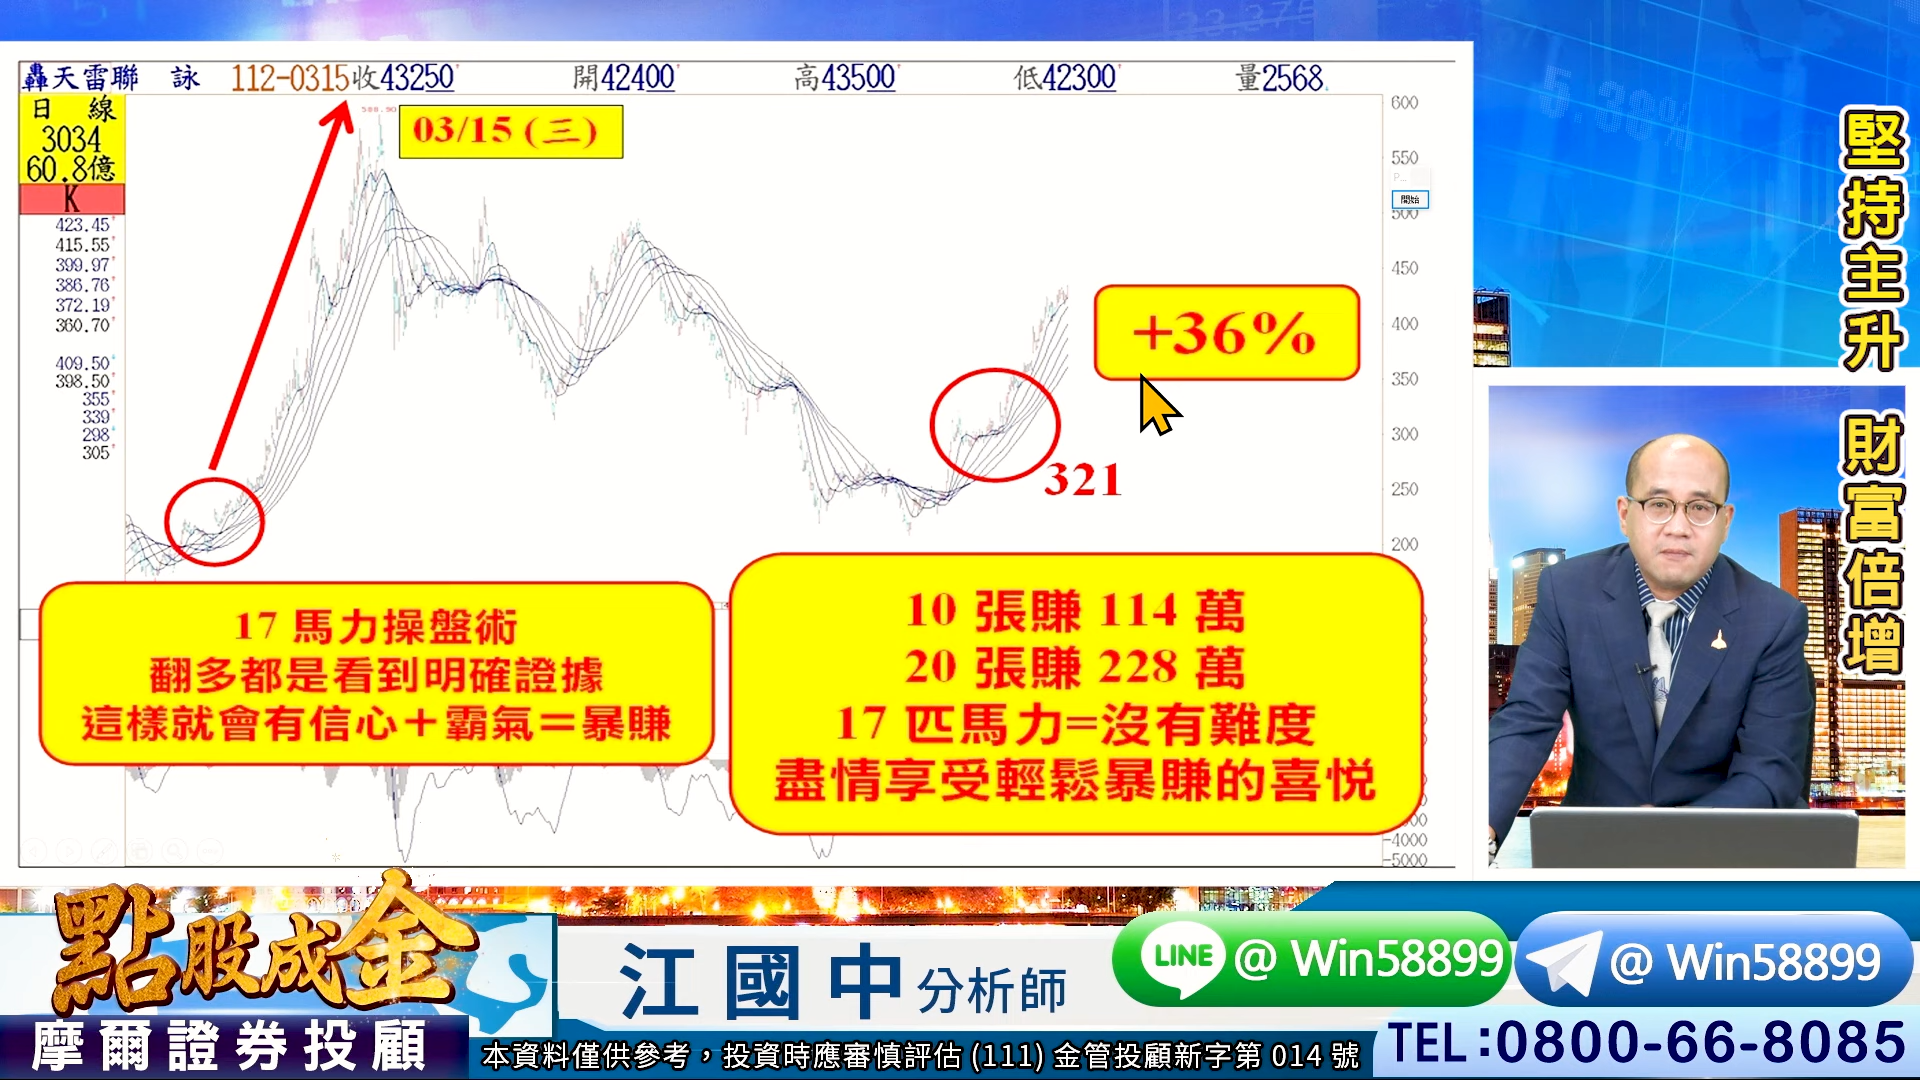 轟天雷聯 詠 112-0315收43250 開42400 高43500 低42300 量2568
日 線
3034
60.8億
K
423.45
415.55
399.97
386.76
372.19
360.70
409.50
398.50
355
339
298
305
588.90
03/15 (三)
600
550
開始
500
450
400
350
300
250
200
-4000
-5000
+36%
321
17 馬力操盤術
翻多都是看到明確證據
這樣就會有信心+霸氣=暴賺
10 張賺 114 萬
20 張賺 228 萬
17 匹馬力=沒有難度
盡情享受輕鬆暴賺的喜悅
堅持主升 財富倍增
點股成金
摩爾證券投顧
江國中 分析師
LINE @ Win58899
@ Win58899
TEL:0800-66-8085
本資料僅供參考，投資時應審慎評估 (111) 金管投顧新字第 014 號